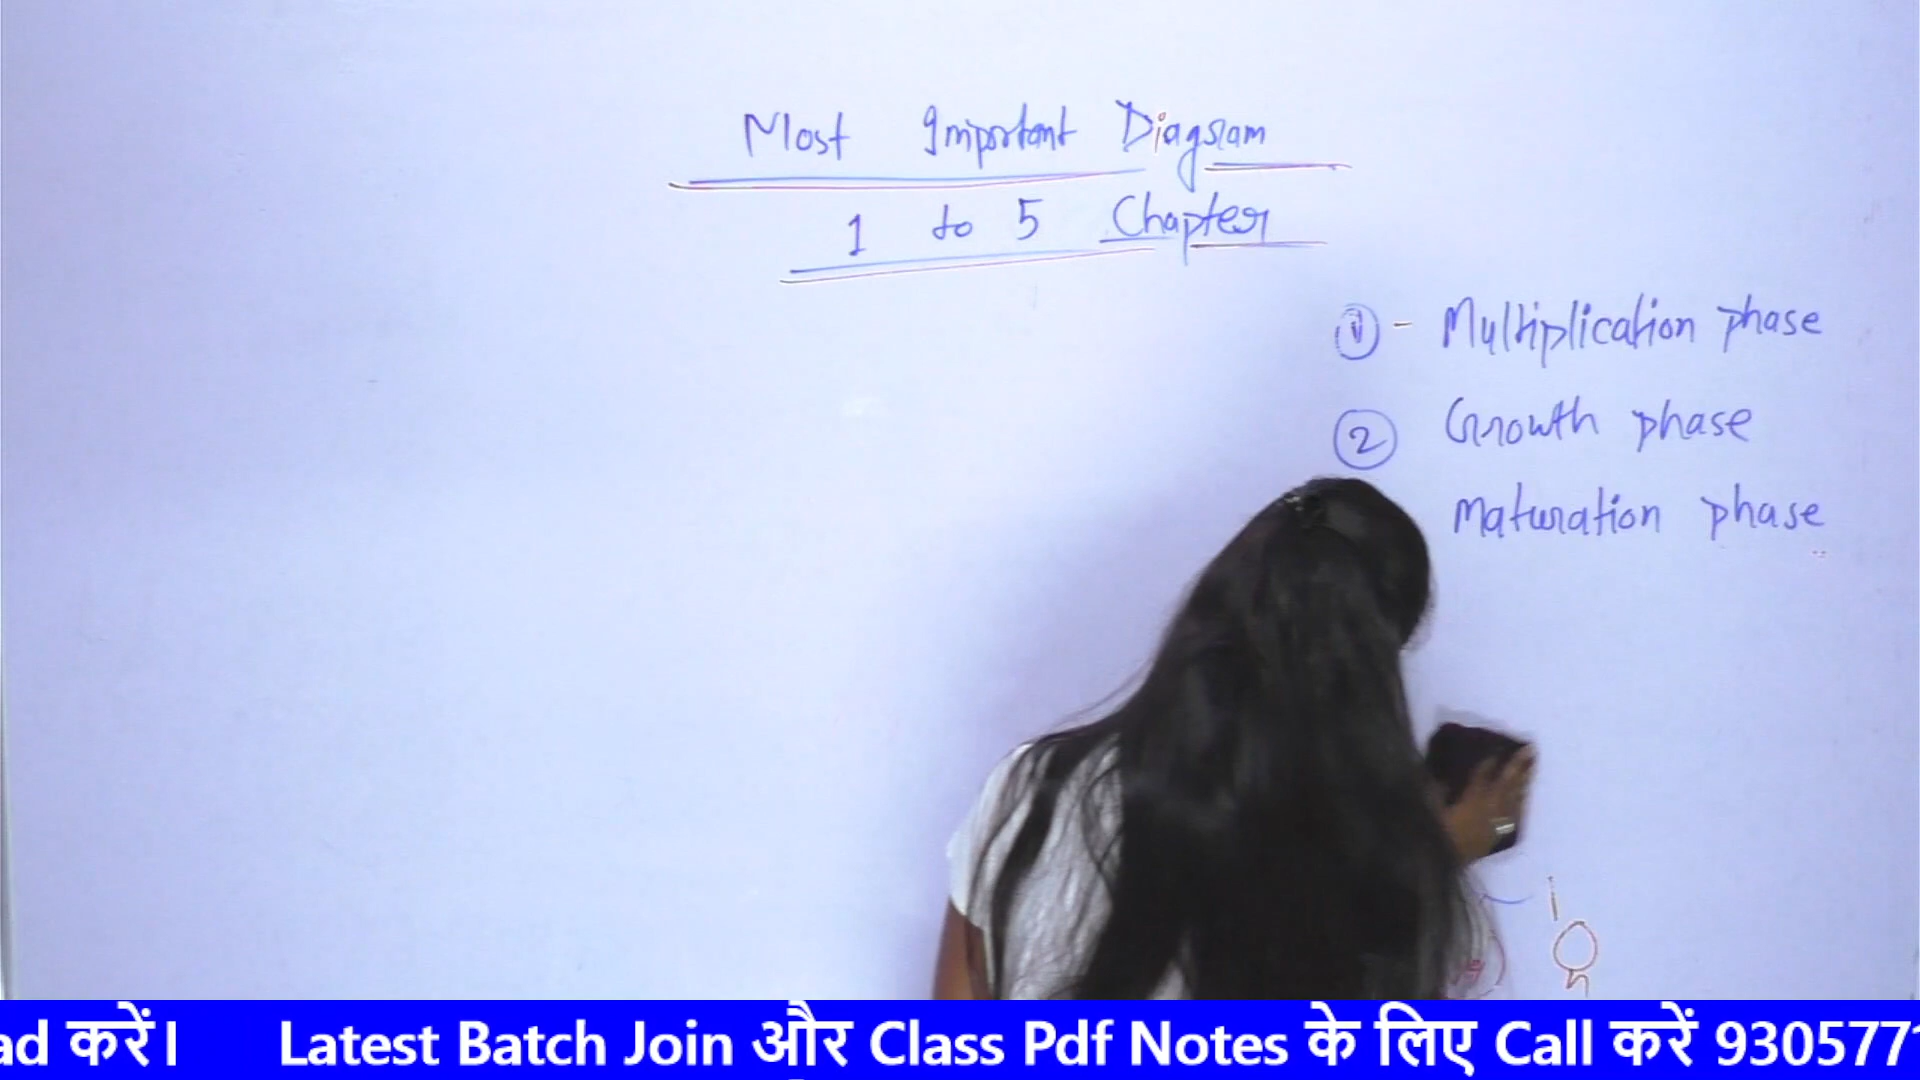 Most Important Diagram
1 to 5 Chapter
① - Multiplication phase
② Growth phase
Maturation phase
ad करें। Latest Batch Join और Class Pdf Notes के लिए Call करें 930577